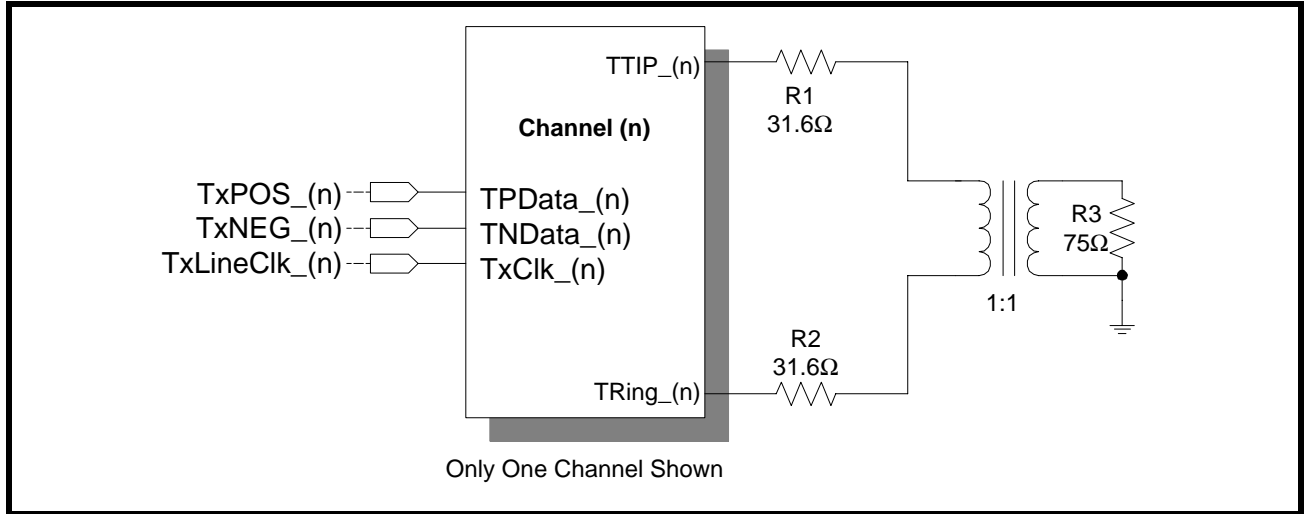 TTIP_(n)
R1
31.6Ω
Channel (n)
TxPOS_(n)
TPData_(n)
TxNEG_(n)
TNData_(n)
TxLineClk_(n)
TxClk_(n)
R3
75Ω
1:1
R2
31.6Ω
TRing_(n)
Only One Channel Shown